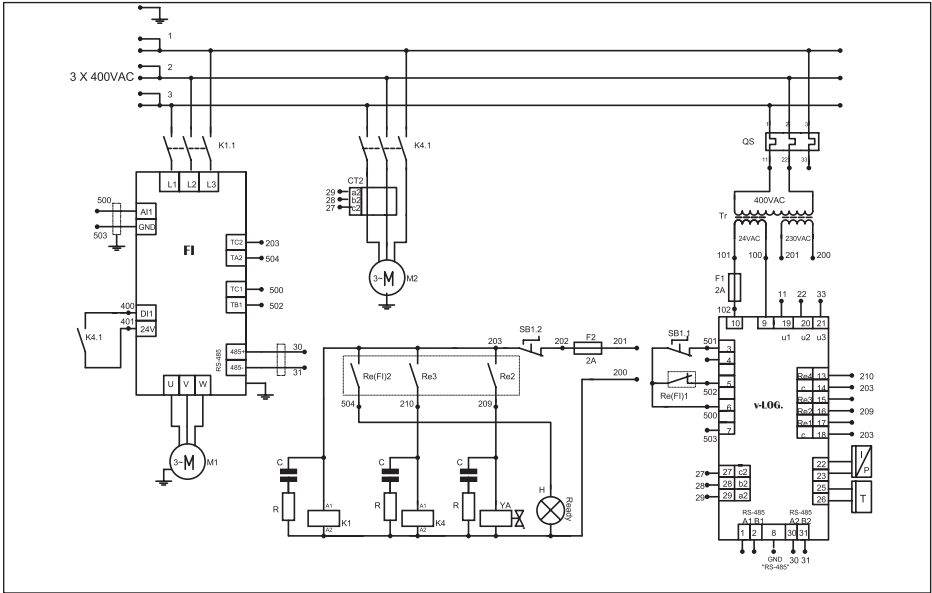 1
2
3 X 400VAC
3
K1.1
K4.1
1 2 3
QS
11 22 33
L1 L2 L3
CT2
29 a2
28 b2
27 c2
400VAC
Tr
24VAC 230VAC
500
AI1
503
GND
FI
TC2 203
TA2 504
TC1 500
TB1 502
3~M M2
101 100 201 200
F1
2A
102
11 22 33
400
DI1
401
24V
K4.1
10 9 19 20 21
u1 u2 u3
RS-485
485+ 30
485- 31
U V W
3~M M1
SB1.2
203 202 F2 201
2A
200
SB1.1
501
3
4
5
502
Re(FI)1
6
500
7
503
Re(FI)2 Re3 Re2
504 210 209
v-LOG.
Re4 13 210
c 14 203
Re3 15
Re2 16 209
Re1 17
c 18 203
22
23
I
P
25
26
T
27 27 c2
28 28 b2
29 29 a2
C
R
A1
K1
A2
C
R
A1
K4
A2
C
R
YA
H
Ready
RS-485
A1 B1
RS-485
A2 B2
1 2 8 30 31
GND
"RS-485"
30 31